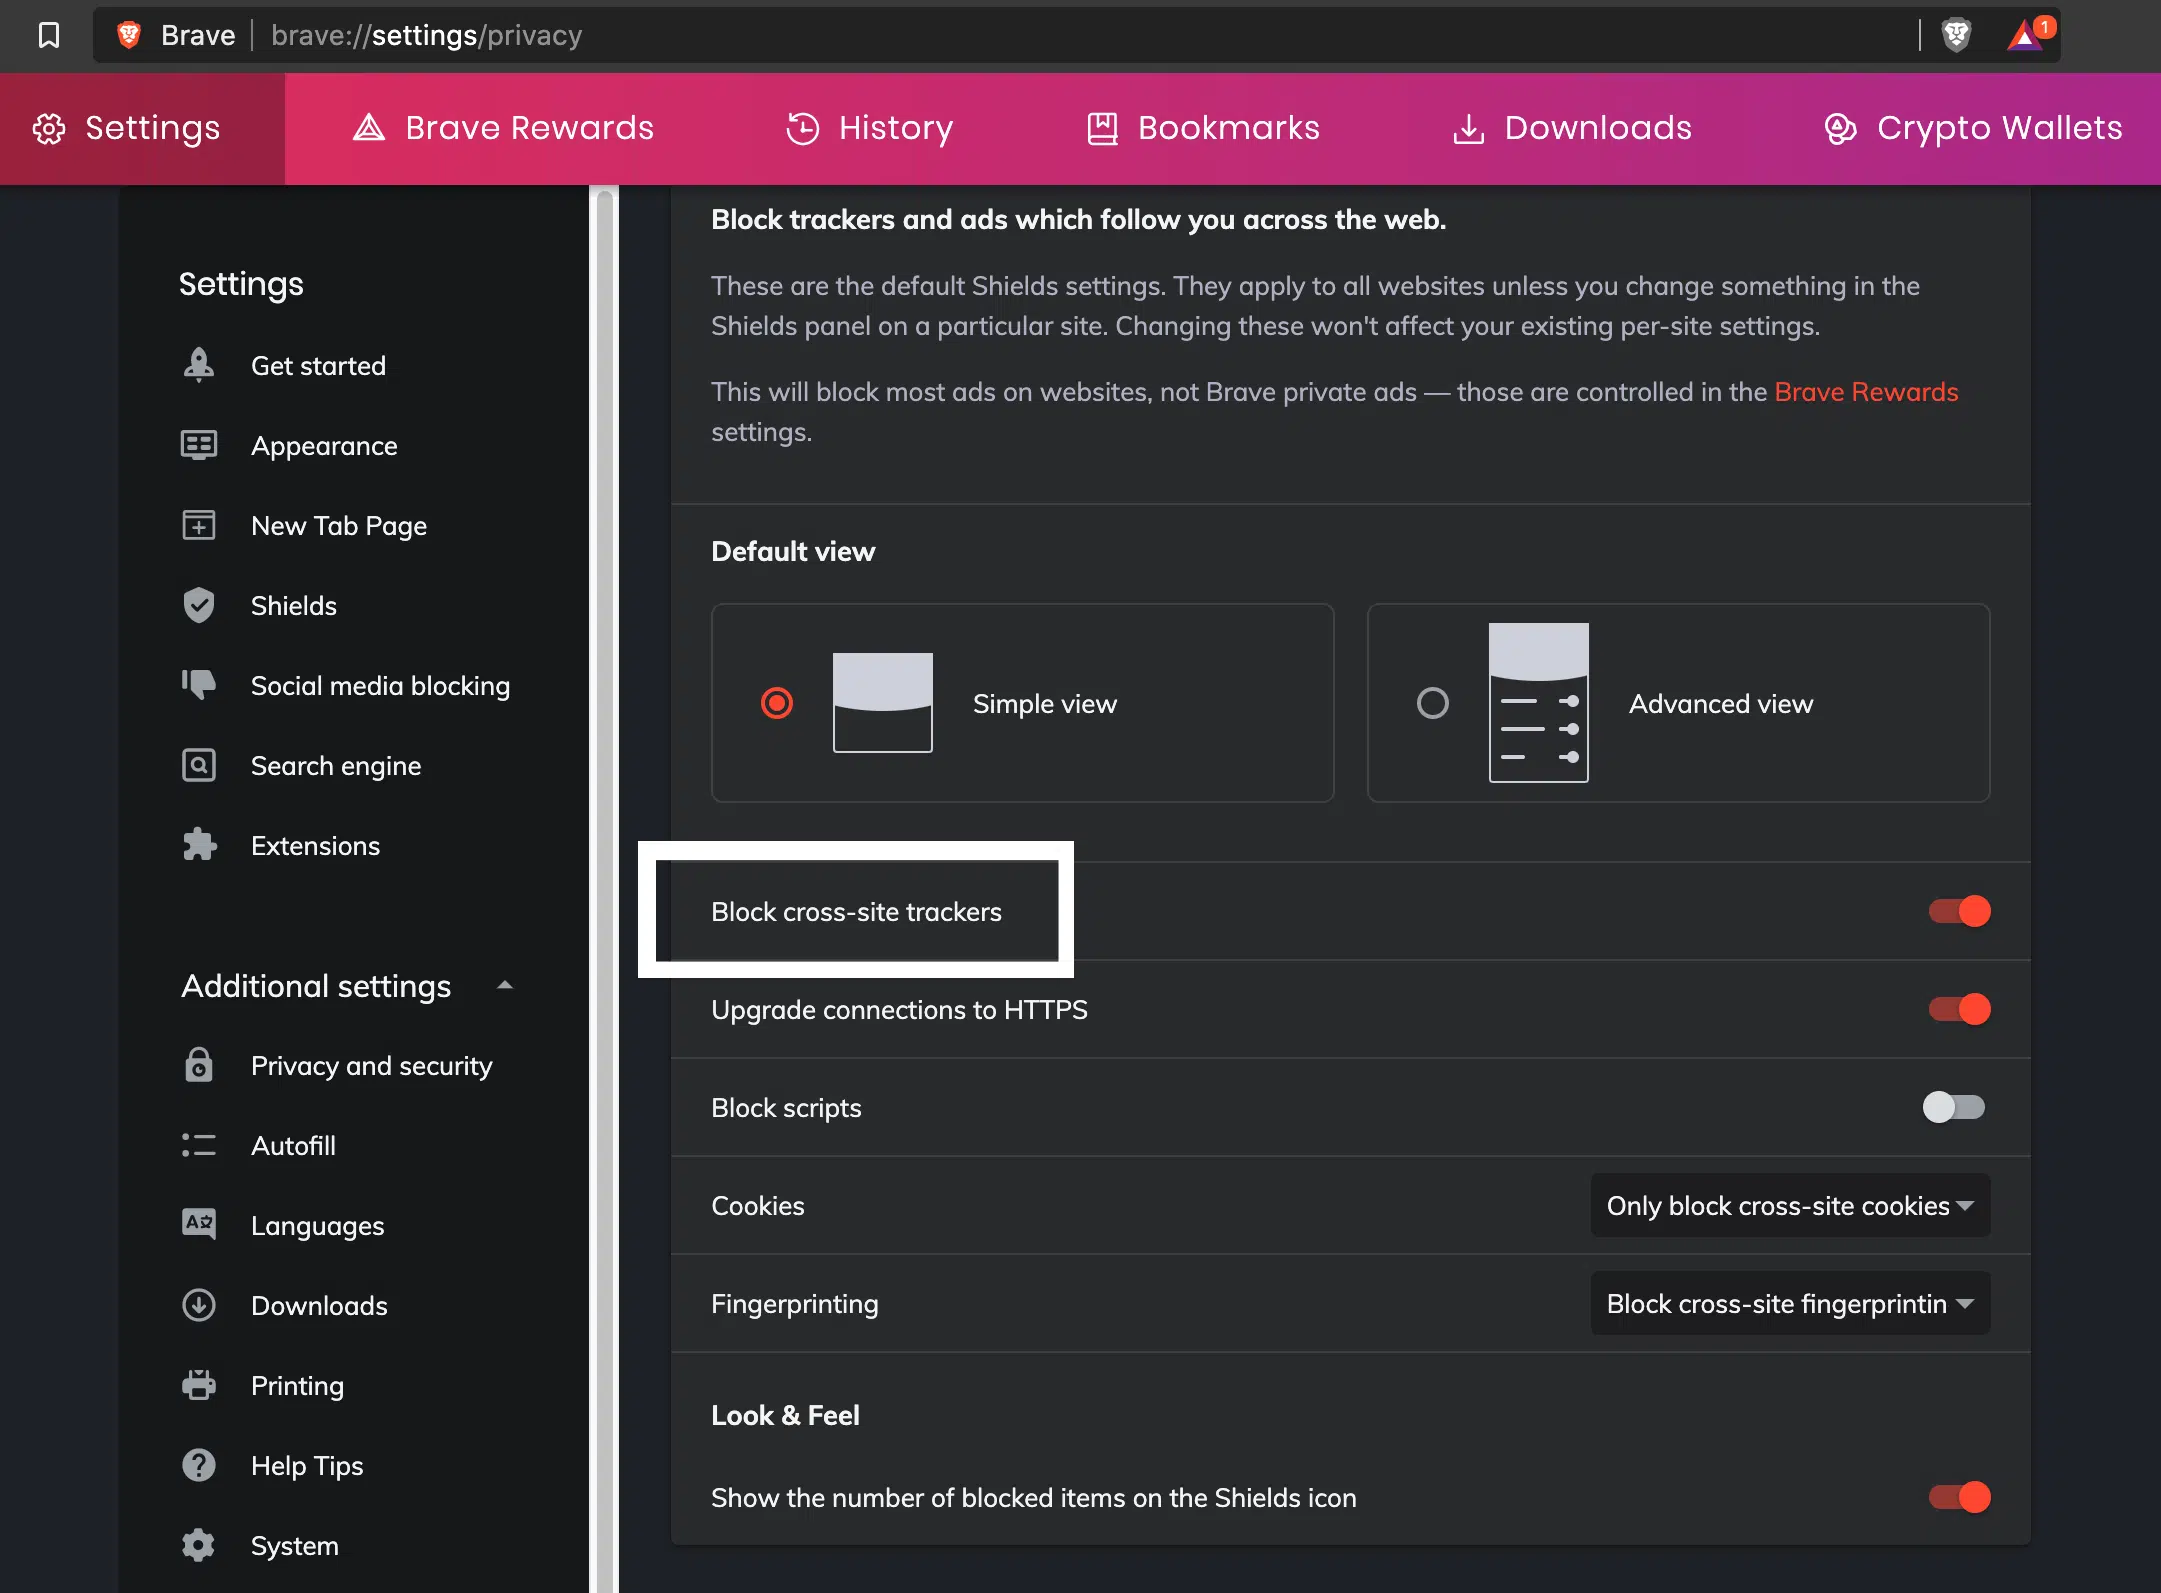 Brave
brave://settings/privacy
1
Settings
Brave Rewards
History
Bookmarks
Downloads
Crypto Wallets
Settings
Get started
Appearance
New Tab Page
Shields
Social media blocking
Search engine
Extensions
Additional settings
Privacy and security
Autofill
Languages
Downloads
Printing
Help Tips
System
Block trackers and ads which follow you across the web.
These are the default Shields settings. They apply to all websites unless you change something in the
Shields panel on a particular site. Changing these won't affect your existing per-site settings.
This will block most ads on websites, not Brave private ads — those are controlled in the Brave Rewards
settings.
Default view
Simple view
Advanced view
Block cross-site trackers
Upgrade connections to HTTPS
Block scripts
Cookies
Only block cross-site cookies
Fingerprinting
Block cross-site fingerprintin
Look & Feel
Show the number of blocked items on the Shields icon